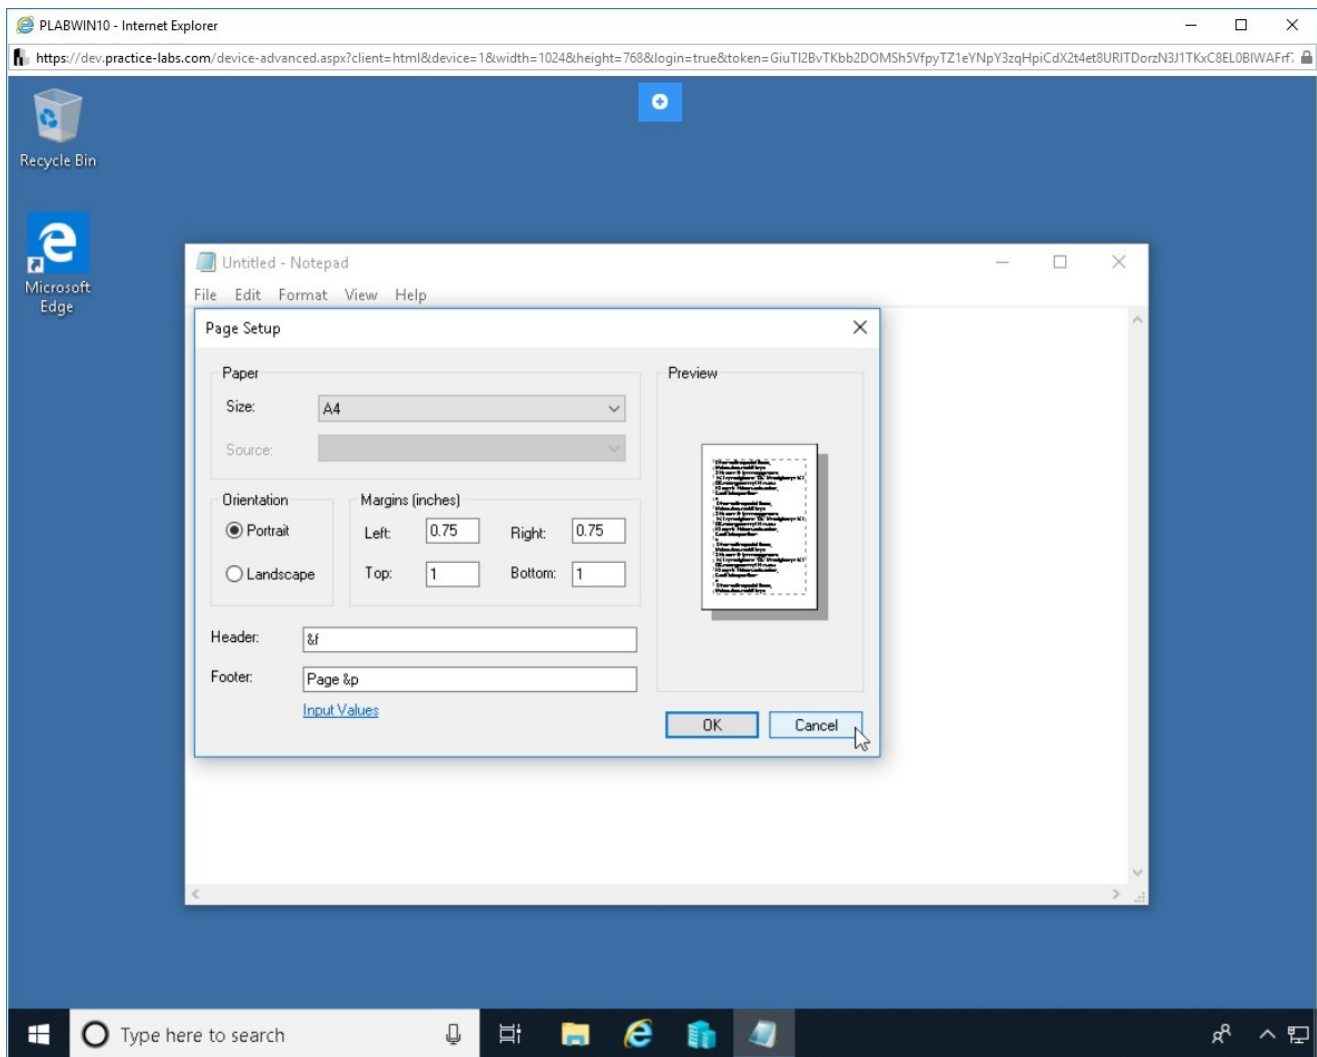 PLABWIN10 - Internet Explorer
https://dev.practice-labs.com/device-advanced.aspx?client=html&device=1&width=1024&height=768&login=true&token=GiuTI2BvTKbb2DOMSh5VfpyTZ1eYNpY3zqHpiCdX2t4et8URITDorzN3J1TKxC8EL0BIWAFrf7
Recycle Bin
Microsoft
Edge
Untitled - Notepad
File Edit Format View Help
Page Setup
Paper
Size: A4
Source:
Orientation
Portrait
Landscape
Margins (inches)
Left: 0.75 Right: 0.75
Top: 1 Bottom: 1
Header: &f
Footer: Page &p
Input Values
Preview
OK Cancel
Type here to search